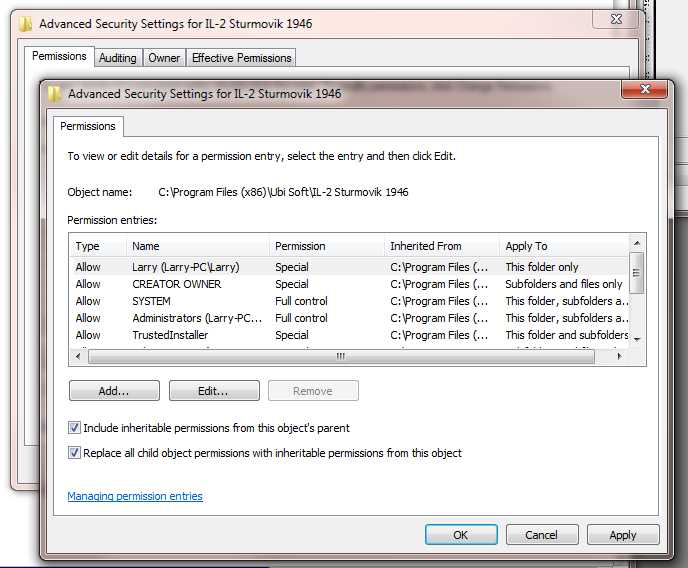 Advanced Security Settings for IL-2 Sturmovik 1946
Permissions Auditing Owner Effective Permissions
Advanced Security Settings for IL-2 Sturmovik 1946
Permissions
To view or edit details for a permission entry, select the entry and then click Edit.
Object name: C:\Program Files (x86)\Ubi Soft\IL-2 Sturmovik 1946
Permission entries:
Type Name Permission Inherited From Apply To
Allow Larry (Larry-PC\Larry) Special C:\Program Files (... This folder only
Allow CREATOR OWNER Special C:\Program Files (... Subfolders and files only
Allow SYSTEM Full control C:\Program Files (... This folder, subfolders a...
Allow Administrators (Larry-PC... Full control C:\Program Files (... This folder, subfolders a...
Allow TrustedInstaller Special C:\Program Files (... This folder and subfolders
Add... Edit... Remove
Include inheritable permissions from this object's parent
Replace all child object permissions with inheritable permissions from this object
Managing permission entries
OK Cancel Apply